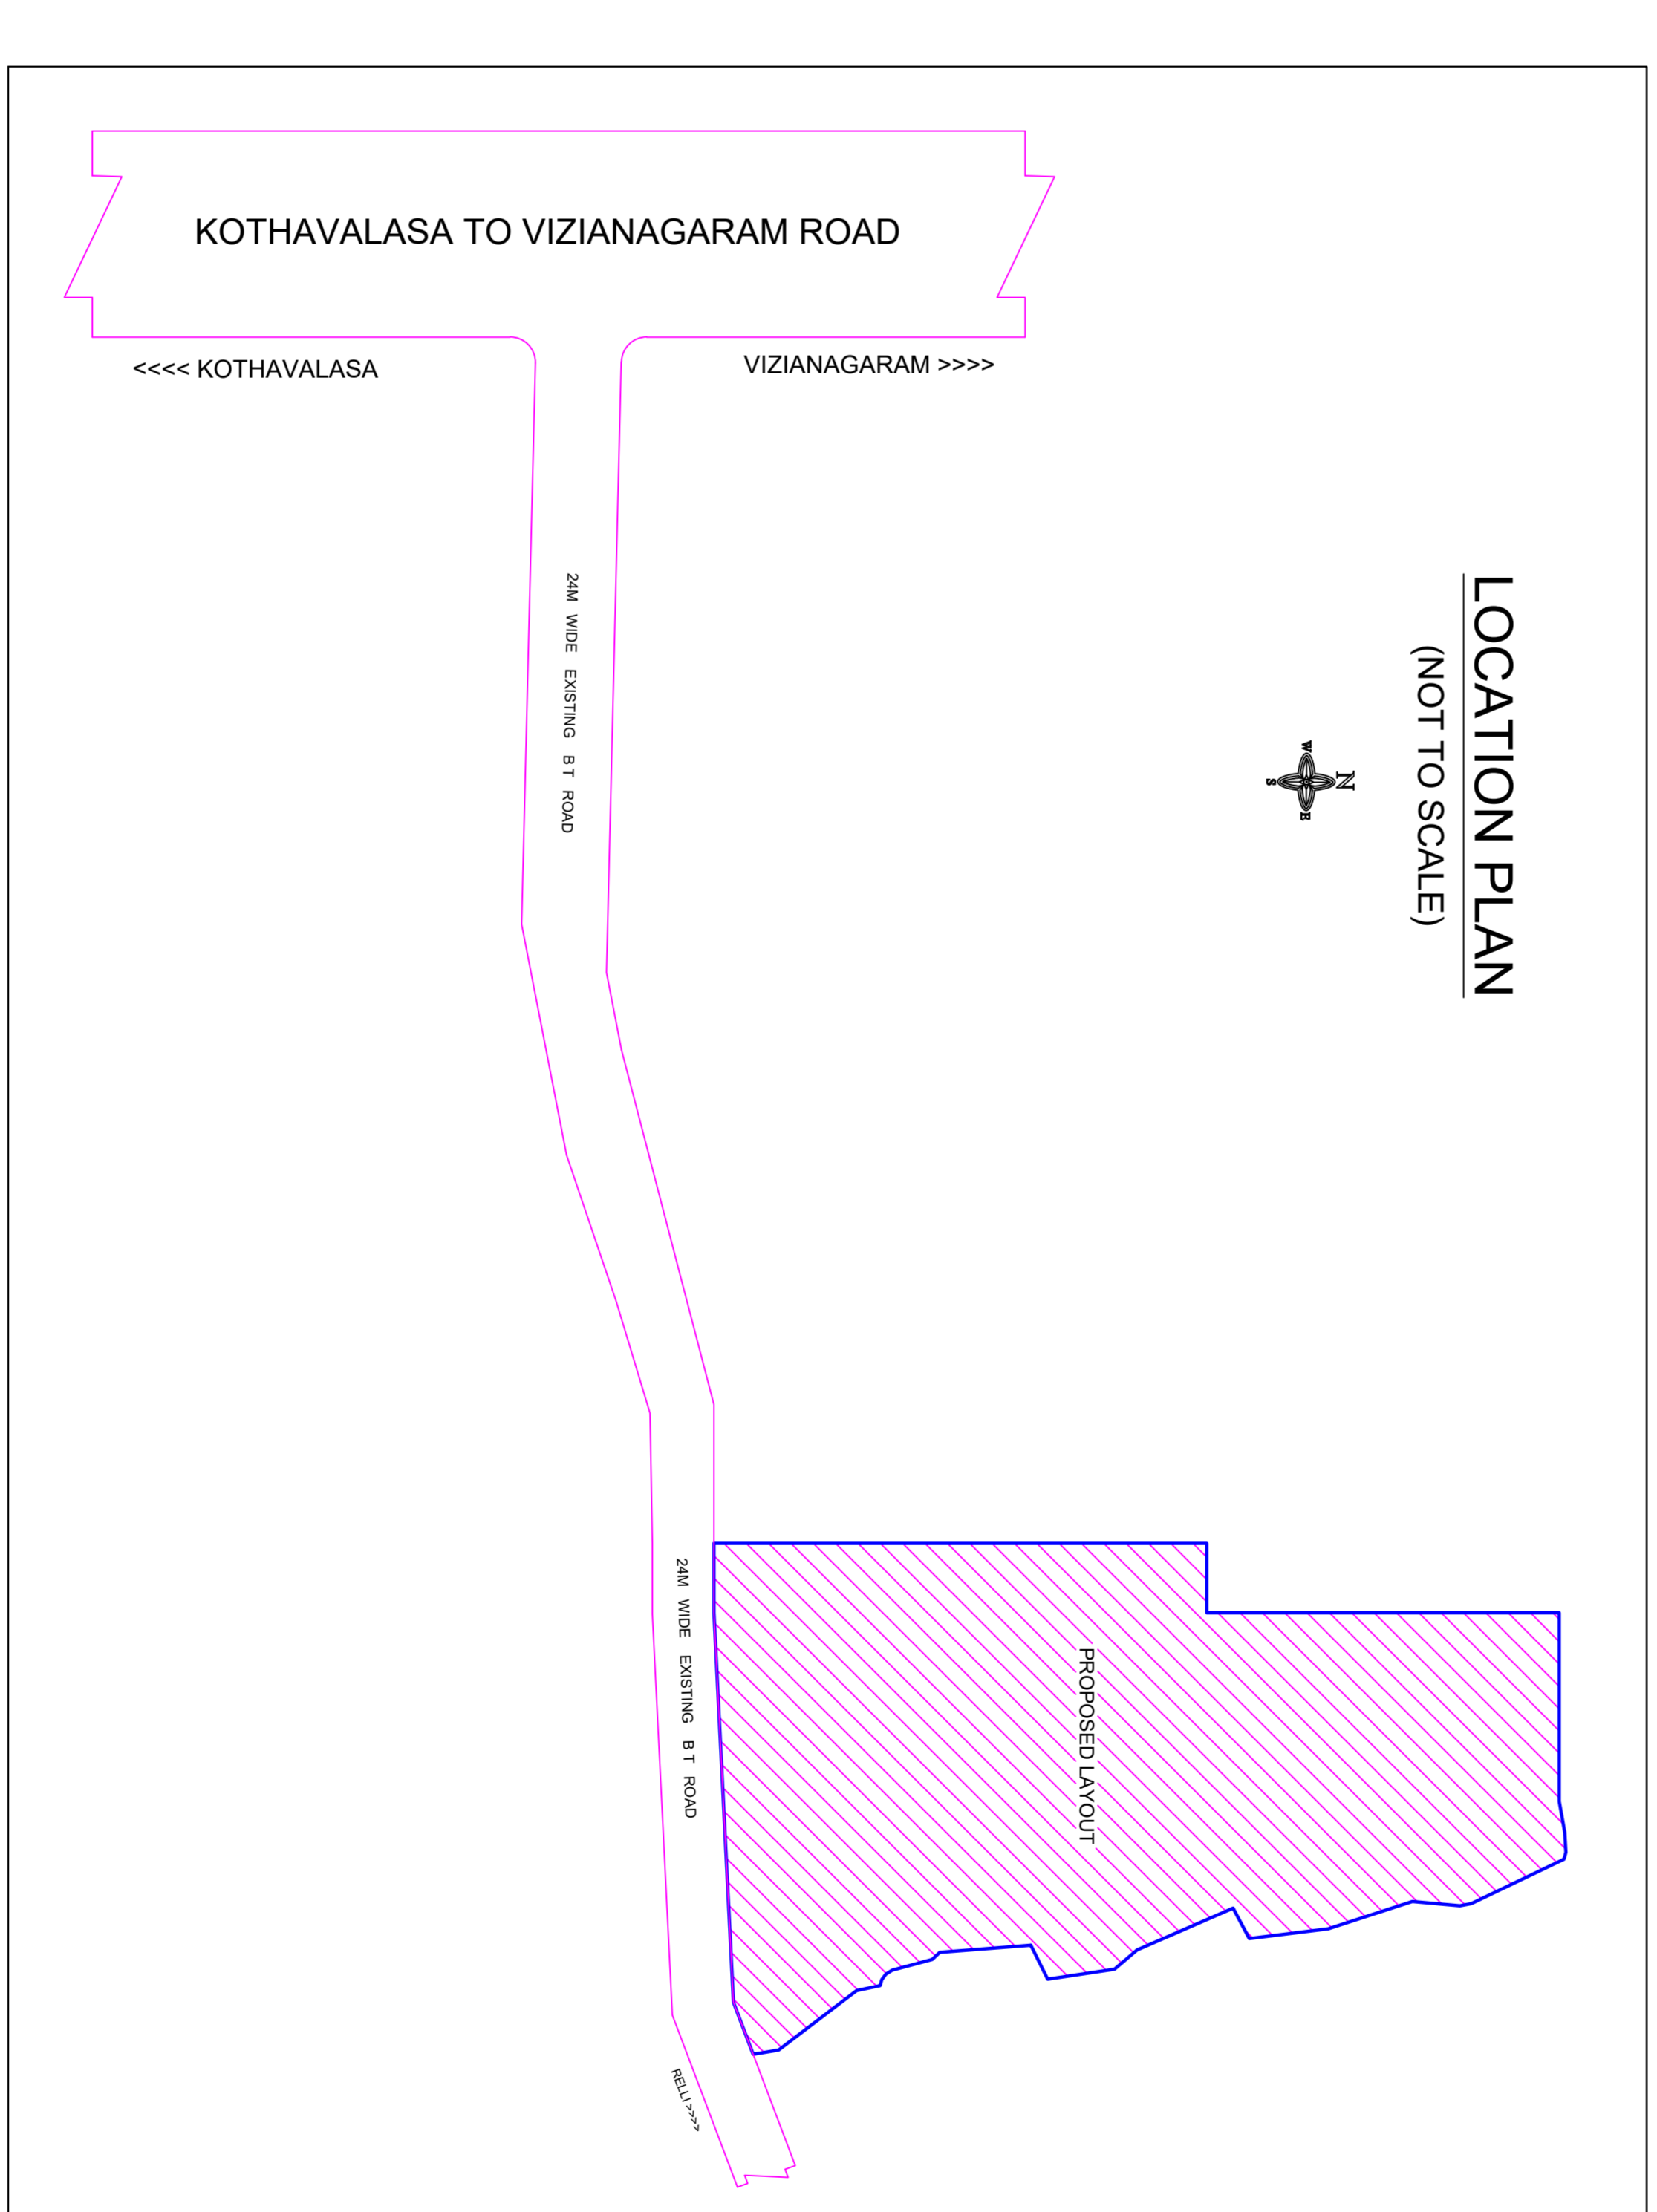 LOCATION PLAN
(NOT TO SCALE)
N
W
E
S
KOTHAVALASA TO VIZIANAGARAM ROAD
<<<< KOTHAVALASA
VIZIANAGARAM >>>>
24M WIDE EXISTING B T ROAD
PROPOSED LAYOUT
24M WIDE EXISTING B T ROAD
RELLI >>>>